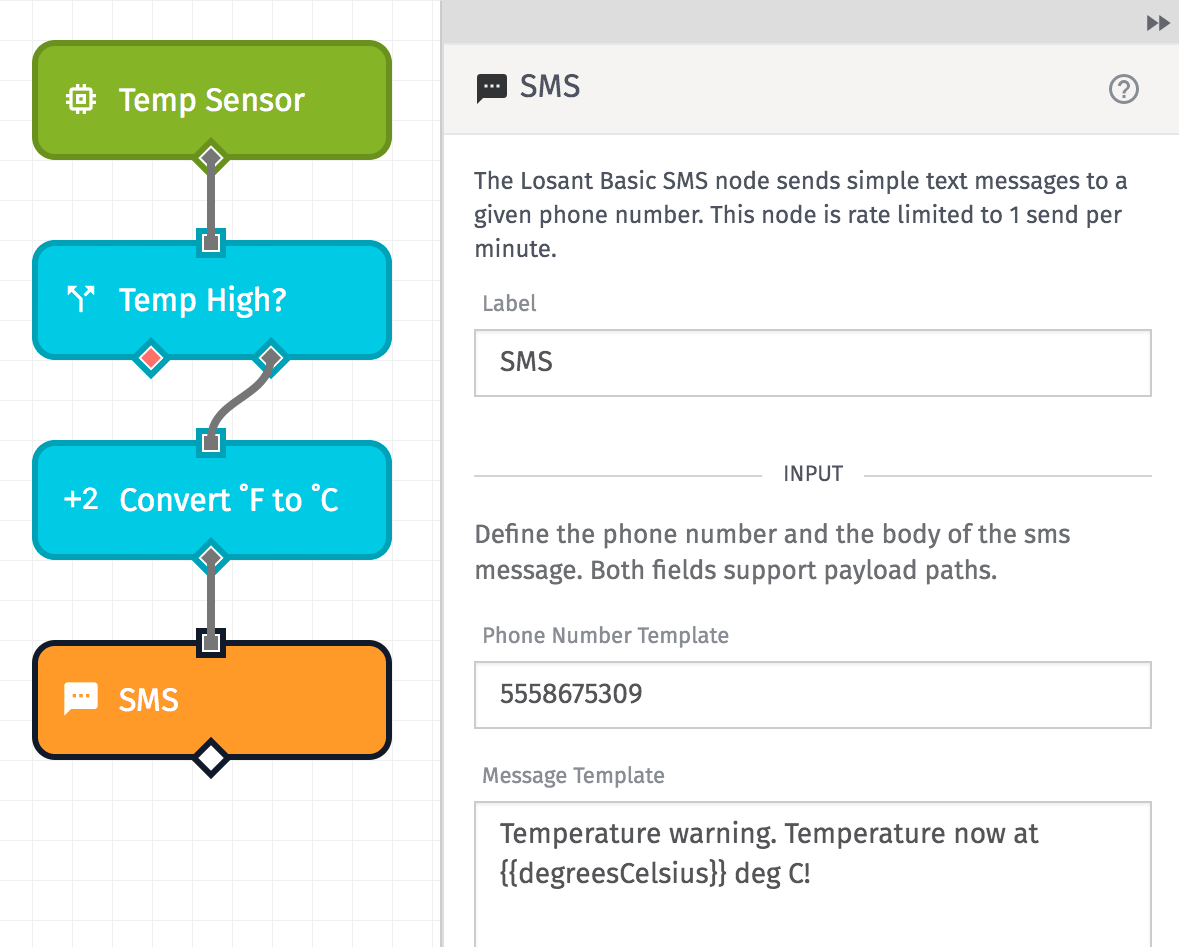 Temp Sensor
Temp High?
+2 Convert ˚F to ˚C
SMS
SMS
The Losant Basic SMS node sends simple text messages to a
given phone number. This node is rate limited to 1 send per
minute.
Label
SMS
INPUT
Define the phone number and the body of the sms
message. Both fields support payload paths.
Phone Number Template
5558675309
Message Template
Temperature warning. Temperature now at
{{degreesCelsius}} deg C!